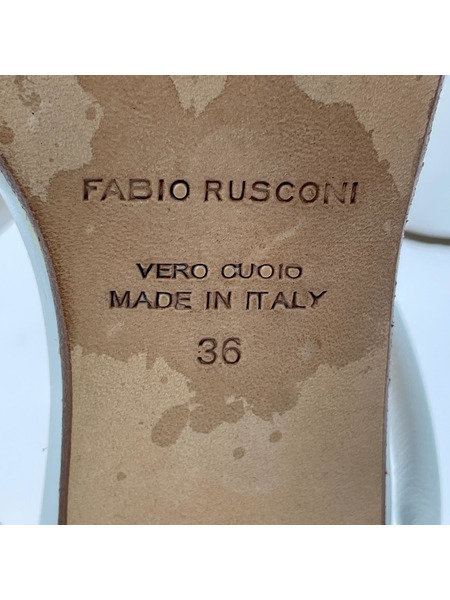 FABIO RUSCONI
VERO CUOIO
MADE IN ITALY
36